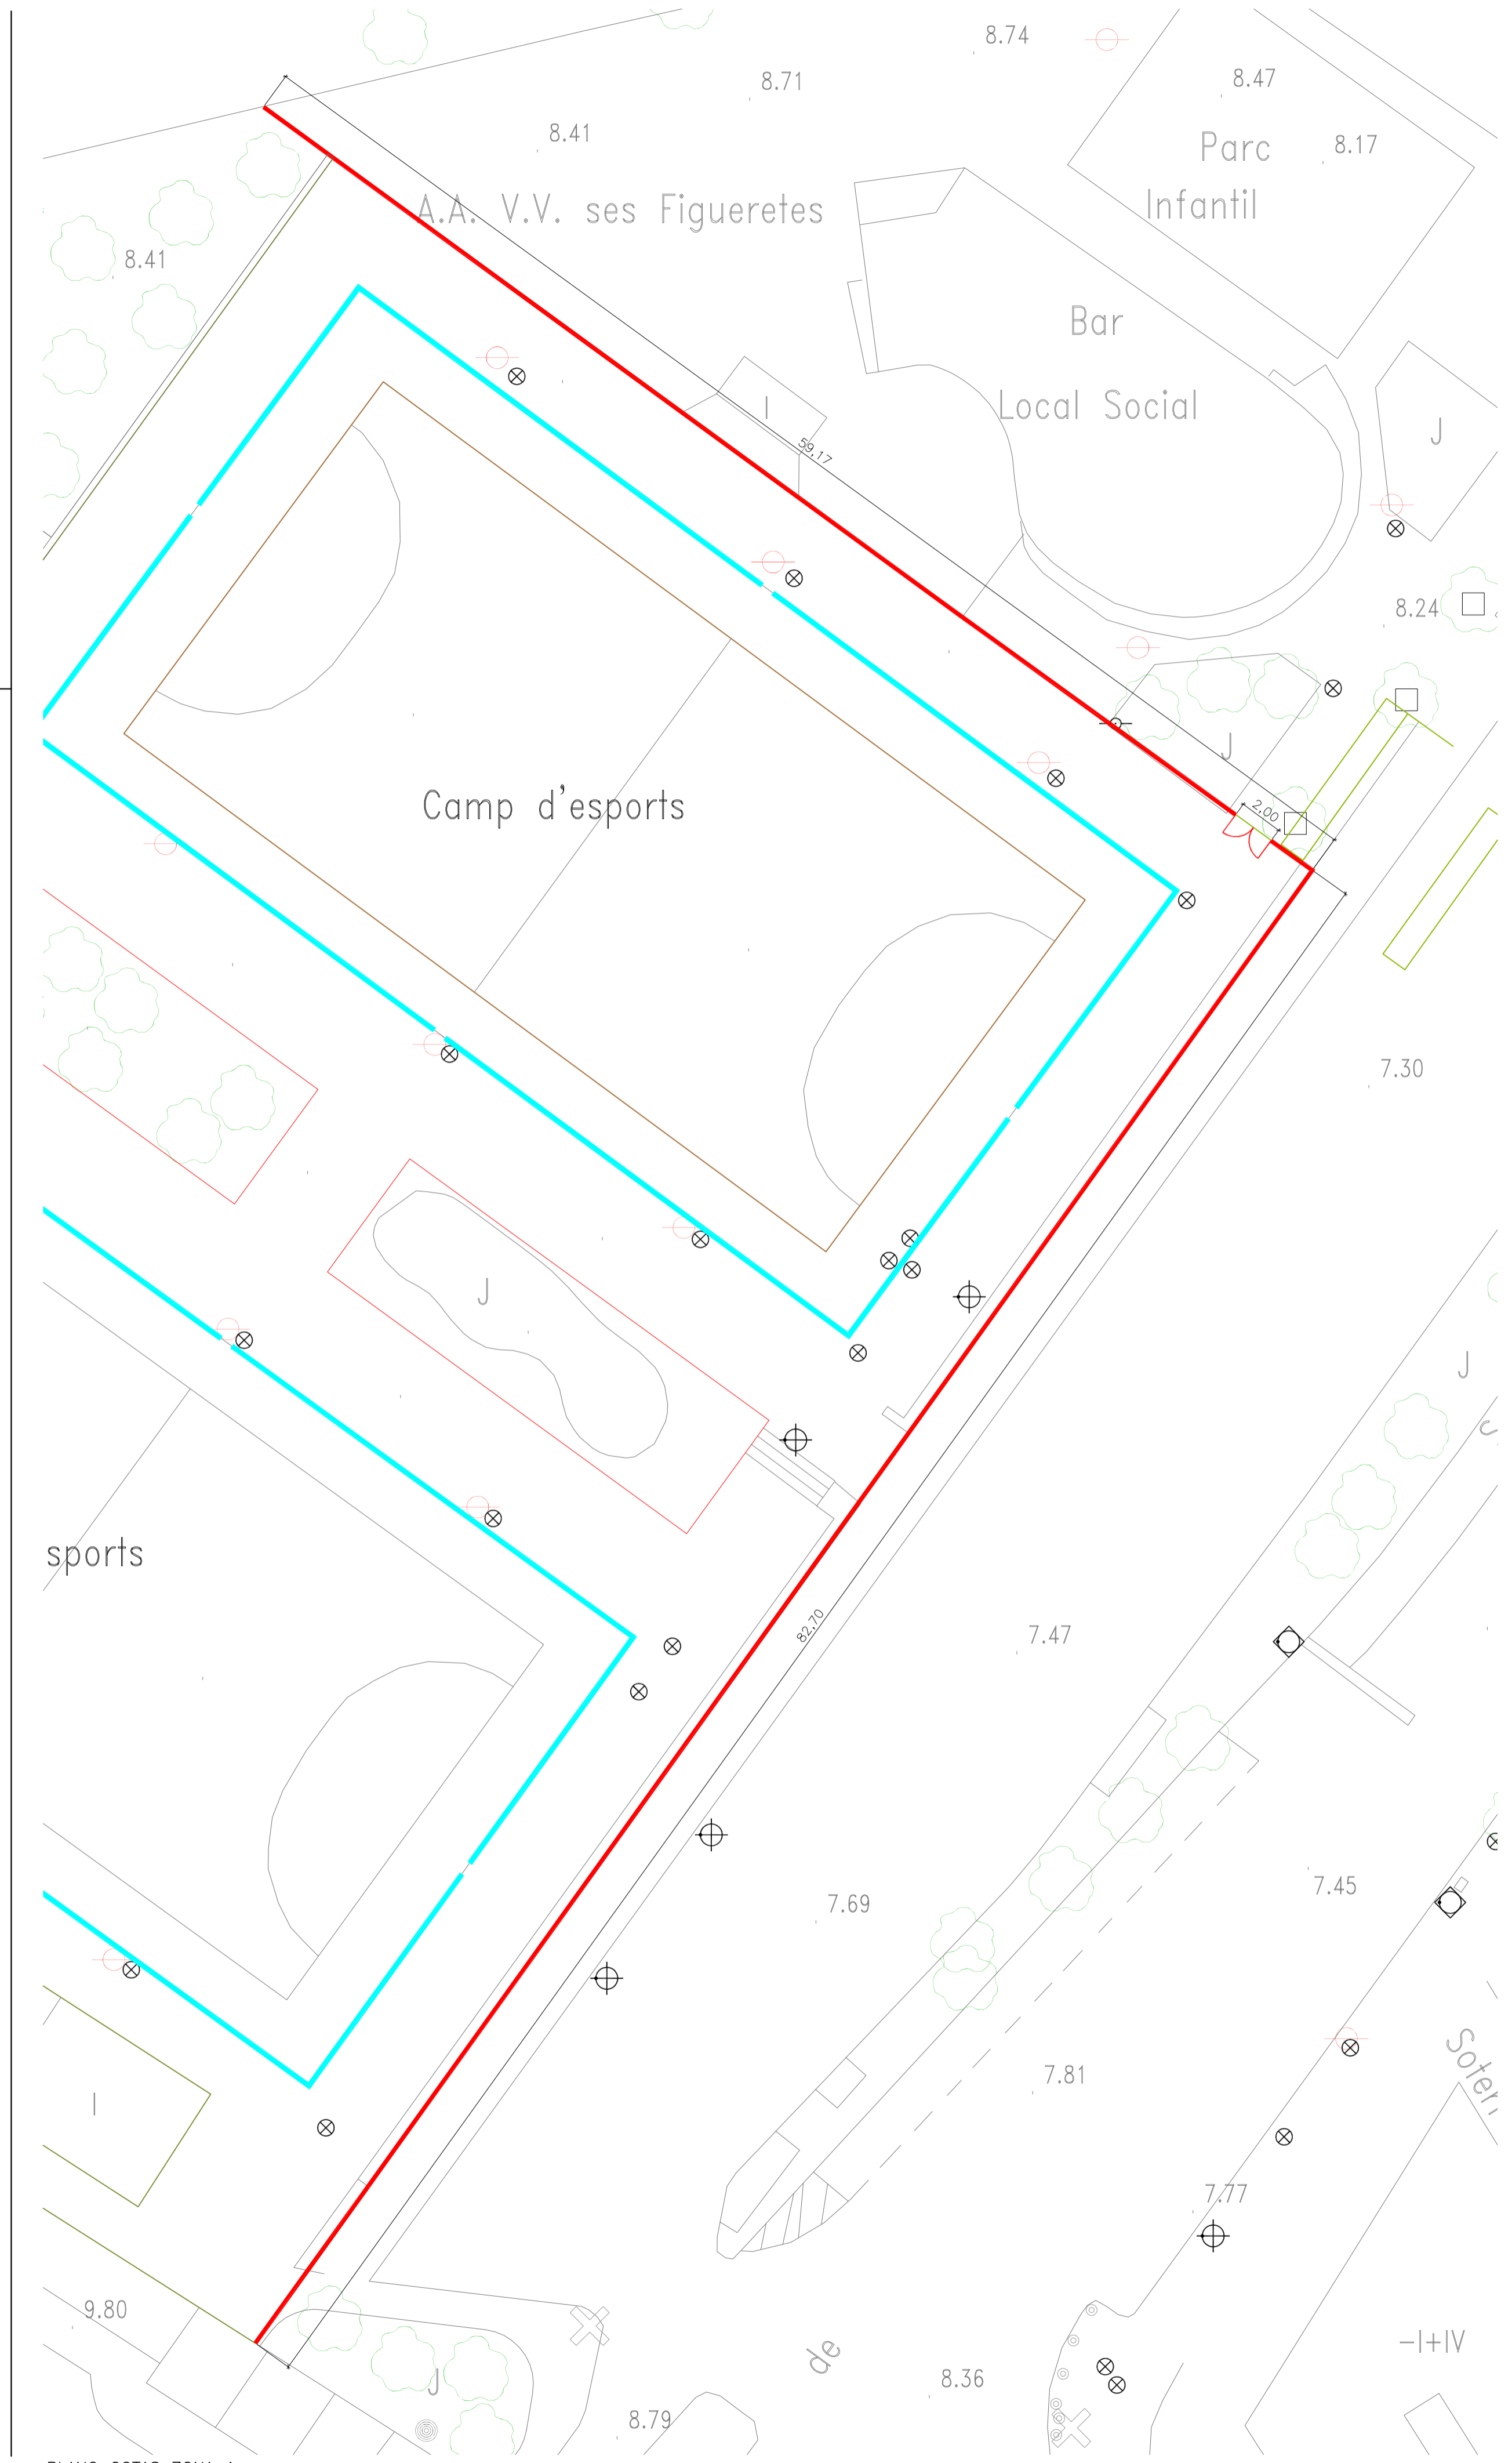 8.74
8.71
8.47
8.41
Parc
8.17
Infantil
A.A. V.V. ses Figueretes
8.41
Bar
Local Social
I
J
59,17
8.24
J
Camp d'esports
2,00
7.30
J
J
sports
82,70
7.47
7.69
7.45
7.81
I
7.77
9.80
de
-I+IV
J
8.36
8.79